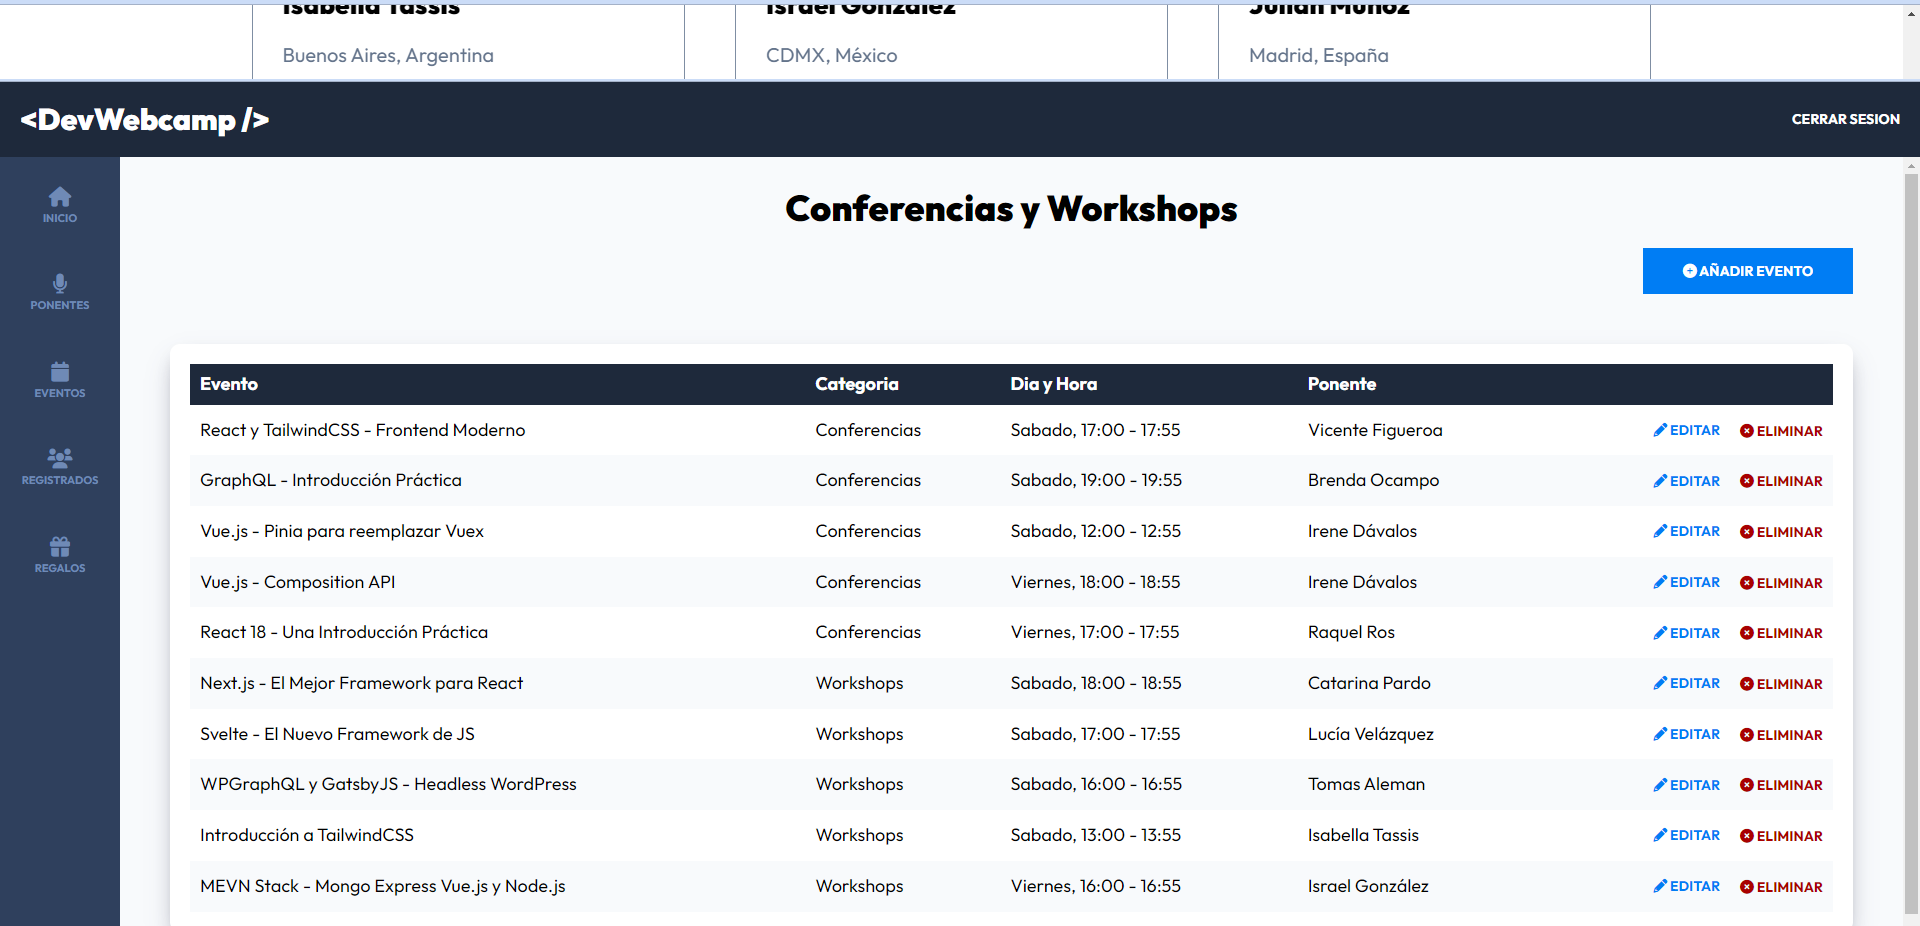 Isabella Tassis Israel González Julián Muñoz
Buenos Aires, Argentina CDMX, México Madrid, España
<DevWebcamp /> CERRAR SESION
INICIO
PONENTES
EVENTOS
REGISTRADOS
REGALOS
Conferencias y Workshops
AÑADIR EVENTO
Evento Categoria Dia y Hora Ponente
React y TailwindCSS - Frontend Moderno Conferencias Sabado, 17:00 - 17:55 Vicente Figueroa EDITAR ELIMINAR
GraphQL - Introducción Práctica Conferencias Sabado, 19:00 - 19:55 Brenda Ocampo EDITAR ELIMINAR
Vue.js - Pinia para reemplazar Vuex Conferencias Sabado, 12:00 - 12:55 Irene Dávalos EDITAR ELIMINAR
Vue.js - Composition API Conferencias Viernes, 18:00 - 18:55 Irene Dávalos EDITAR ELIMINAR
React 18 - Una Introducción Práctica Conferencias Viernes, 17:00 - 17:55 Raquel Ros EDITAR ELIMINAR
Next.js - El Mejor Framework para React Workshops Sabado, 18:00 - 18:55 Catarina Pardo EDITAR ELIMINAR
Svelte - El Nuevo Framework de JS Workshops Sabado, 17:00 - 17:55 Lucía Velázquez EDITAR ELIMINAR
WPGraphQL y GatsbyJS - Headless WordPress Workshops Sabado, 16:00 - 16:55 Tomas Aleman EDITAR ELIMINAR
Introducción a TailwindCSS Workshops Sabado, 13:00 - 13:55 Isabella Tassis EDITAR ELIMINAR
MEVN Stack - Mongo Express Vue.js y Node.js Workshops Viernes, 16:00 - 16:55 Israel González EDITAR ELIMINAR